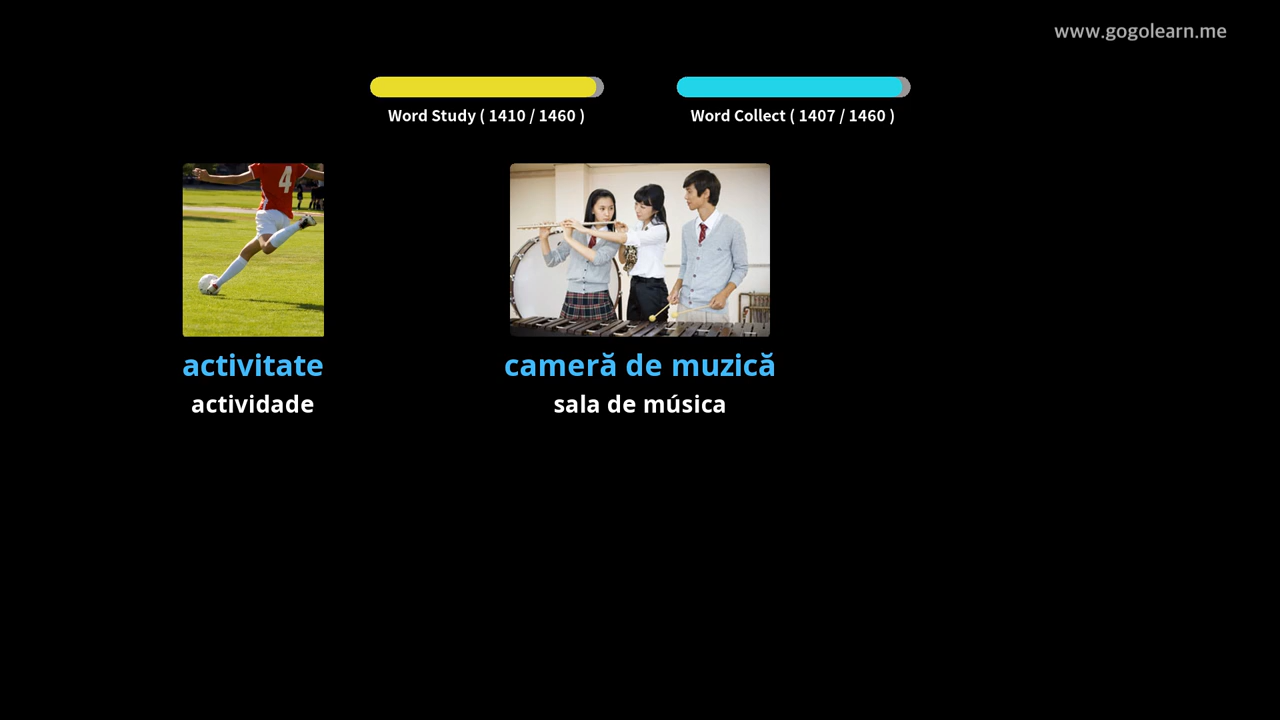 www.gogolearn.me
Word Study ( 1410 / 1460 )
Word Collect ( 1407 / 1460 )
4
activitate
actividade
cameră de muzică
sala de música